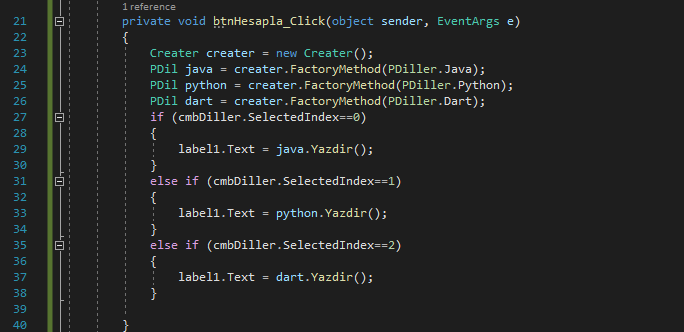 1 reference
21 private void btnHesapla_Click(object sender, EventArgs e)
22 {
23 Creater creater = new Creater();
24 PDil java = creater.FactoryMethod(PDiller.Java);
25 PDil python = creater.FactoryMethod(PDiller.Python);
26 PDil dart = creater.FactoryMethod(PDiller.Dart);
27 if (cmbDiller.SelectedIndex==0)
28 {
29 label1.Text = java.Yazdir();
30 }
31 else if (cmbDiller.SelectedIndex==1)
32 {
33 label1.Text = python.Yazdir();
34 }
35 else if (cmbDiller.SelectedIndex==2)
36 {
37 label1.Text = dart.Yazdir();
38 }
39
40 }